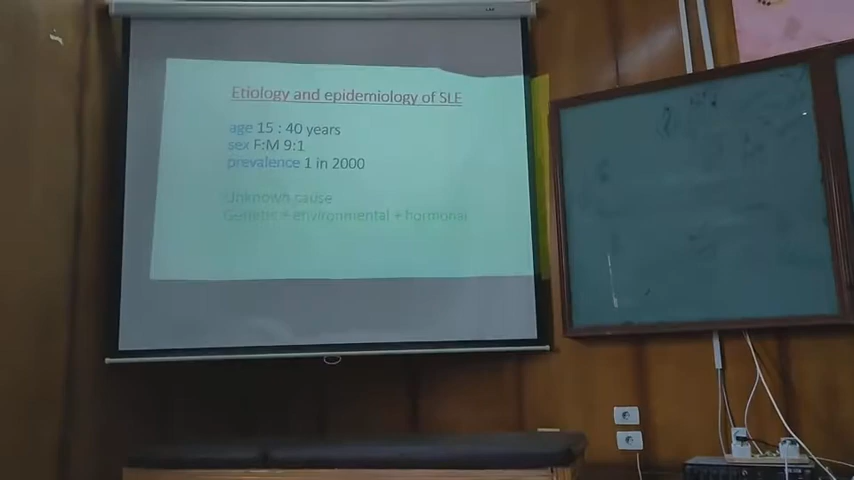 Etiology and epidemiology of SLE
age 15 : 40 years
sex F:M 9:1
prevalence 1 in 2000
Unknown cause
Genetic + environmental + hormonal